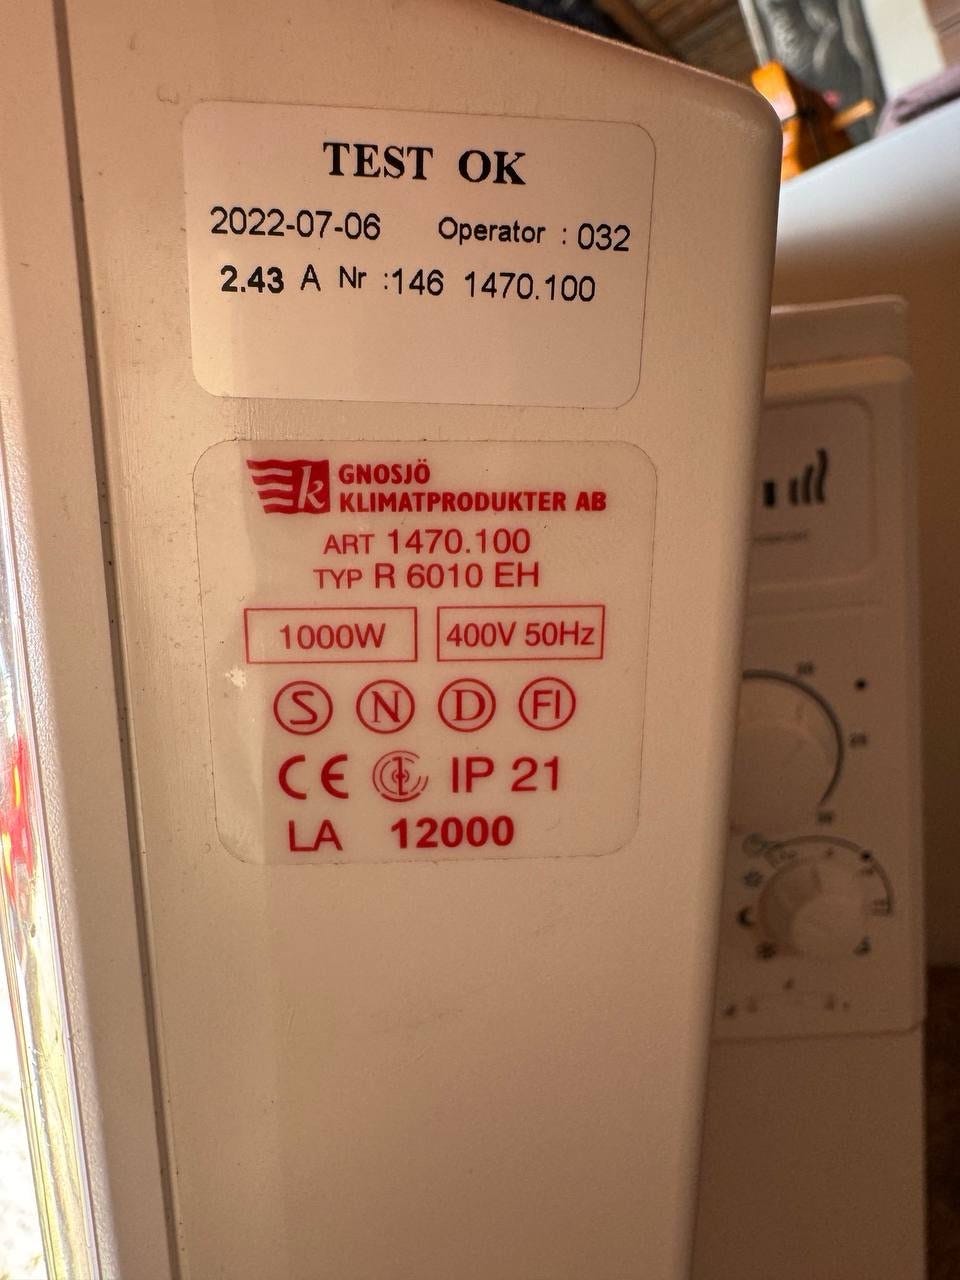 TEST OK
2022-07-06 Operator : 032
2.43 A Nr :146 1470.100
k GNOSJÖ
KLIMATPRODUKTER AB
ART 1470.100
TYP R 6010 EH
1000W 400V 50Hz
S N D FI
CE IP 21
LA 12000